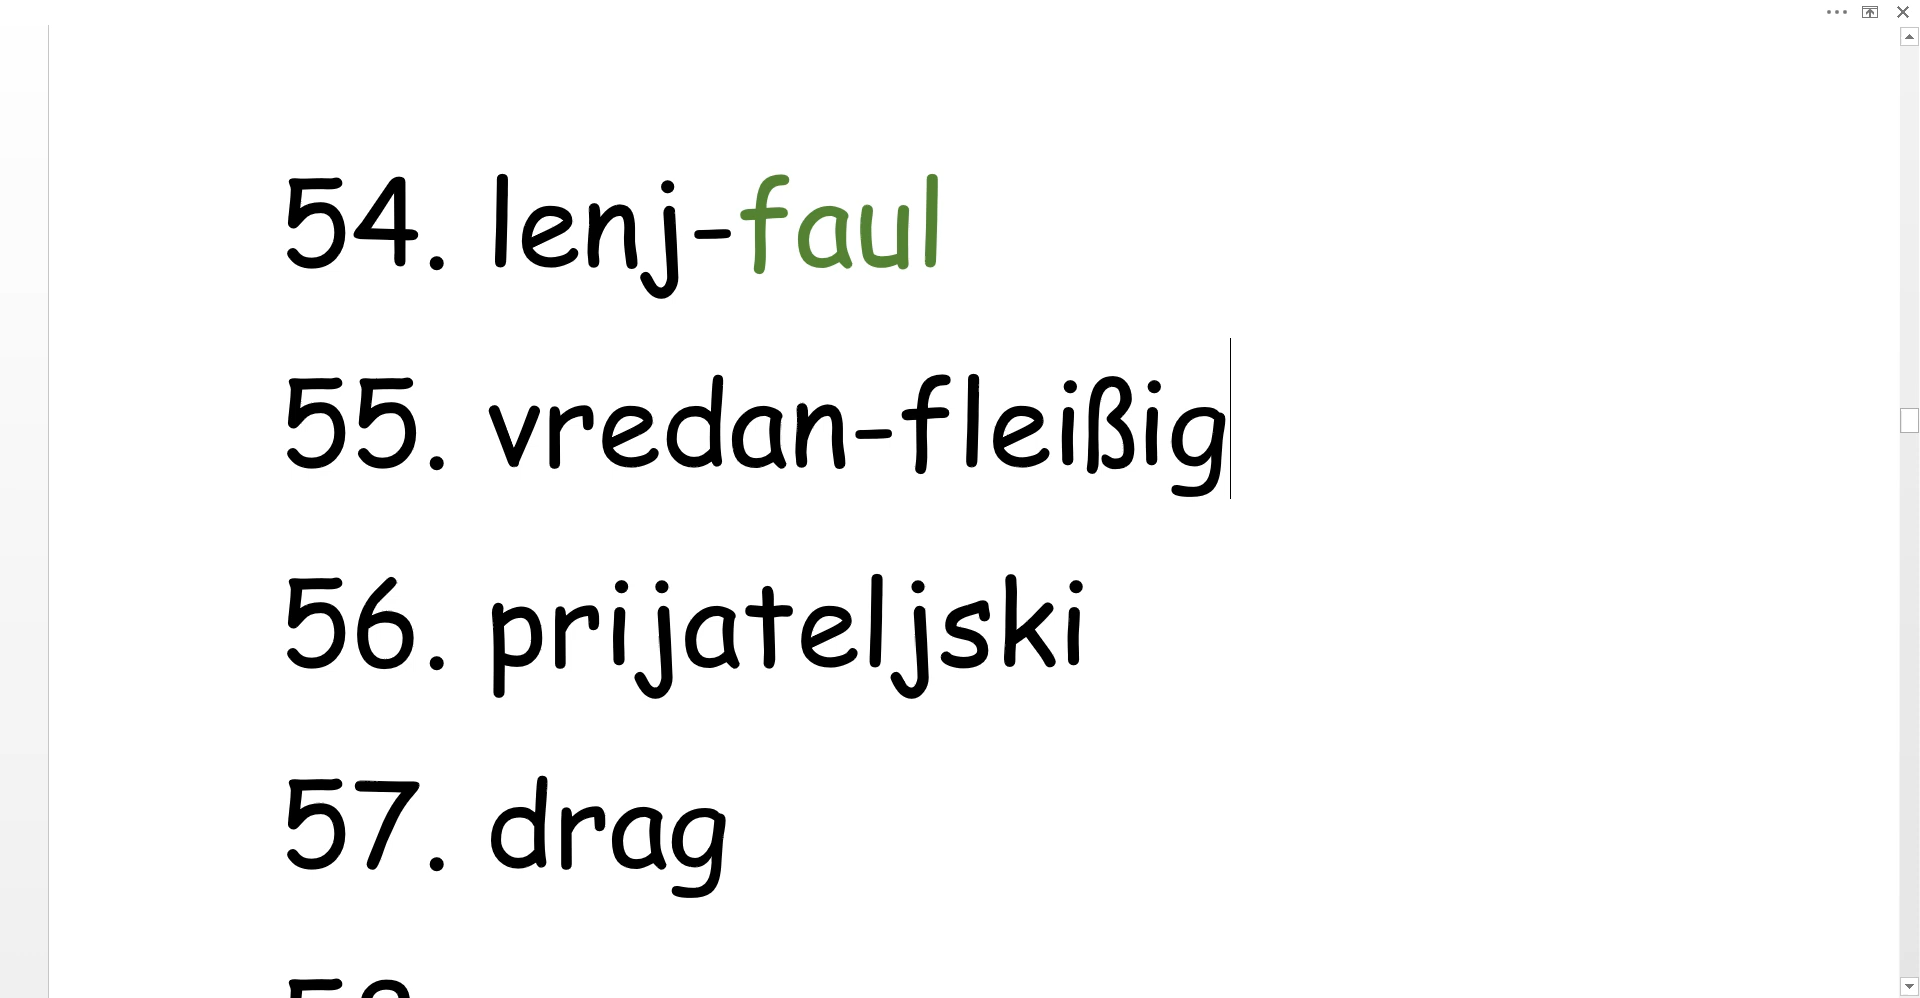 54. lenj-faul
55. vredan-fleißig
56. prijateljski
57. drag